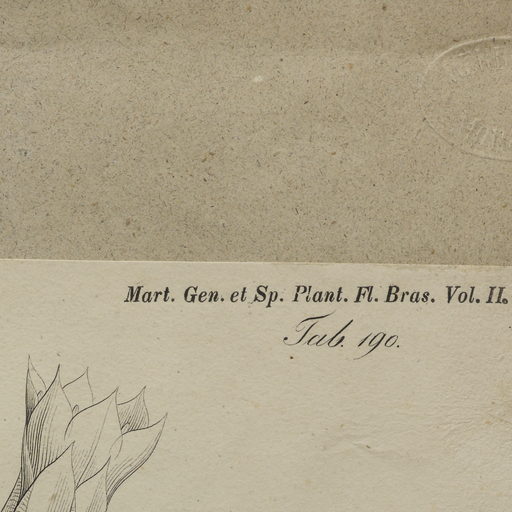 Mart. Gen. et Sp. Plant. Fl. Bras. Vol. II.
Tab. 190.